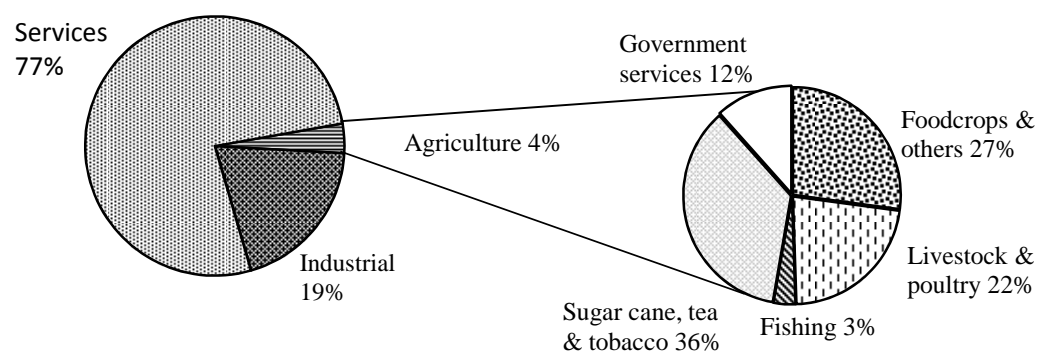 Services
77%
Agriculture 4%
Industrial
19%
Government
services 12%
Foodcrops &
others 27%
Livestock &
poultry 22%
Fishing 3%
Sugar cane, tea
& tobacco 36%